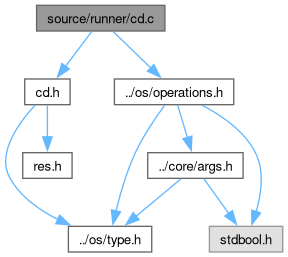 source/runner/cd.c
cd.h
../os/operations.h
res.h
../core/args.h
../os/type.h
stdbool.h